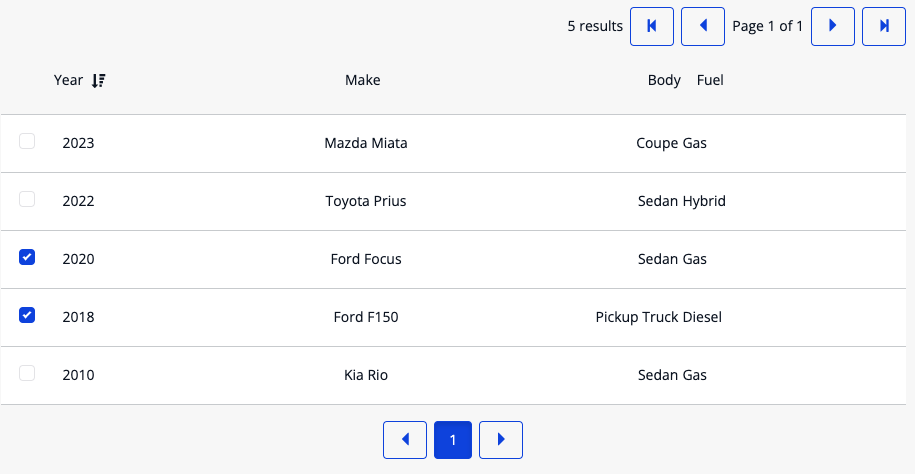 5 results Page 1 of 1
Year Make Body Fuel
2023 Mazda Miata Coupe Gas
2022 Toyota Prius Sedan Hybrid
2020 Ford Focus Sedan Gas
2018 Ford F150 Pickup Truck Diesel
2010 Kia Rio Sedan Gas
1